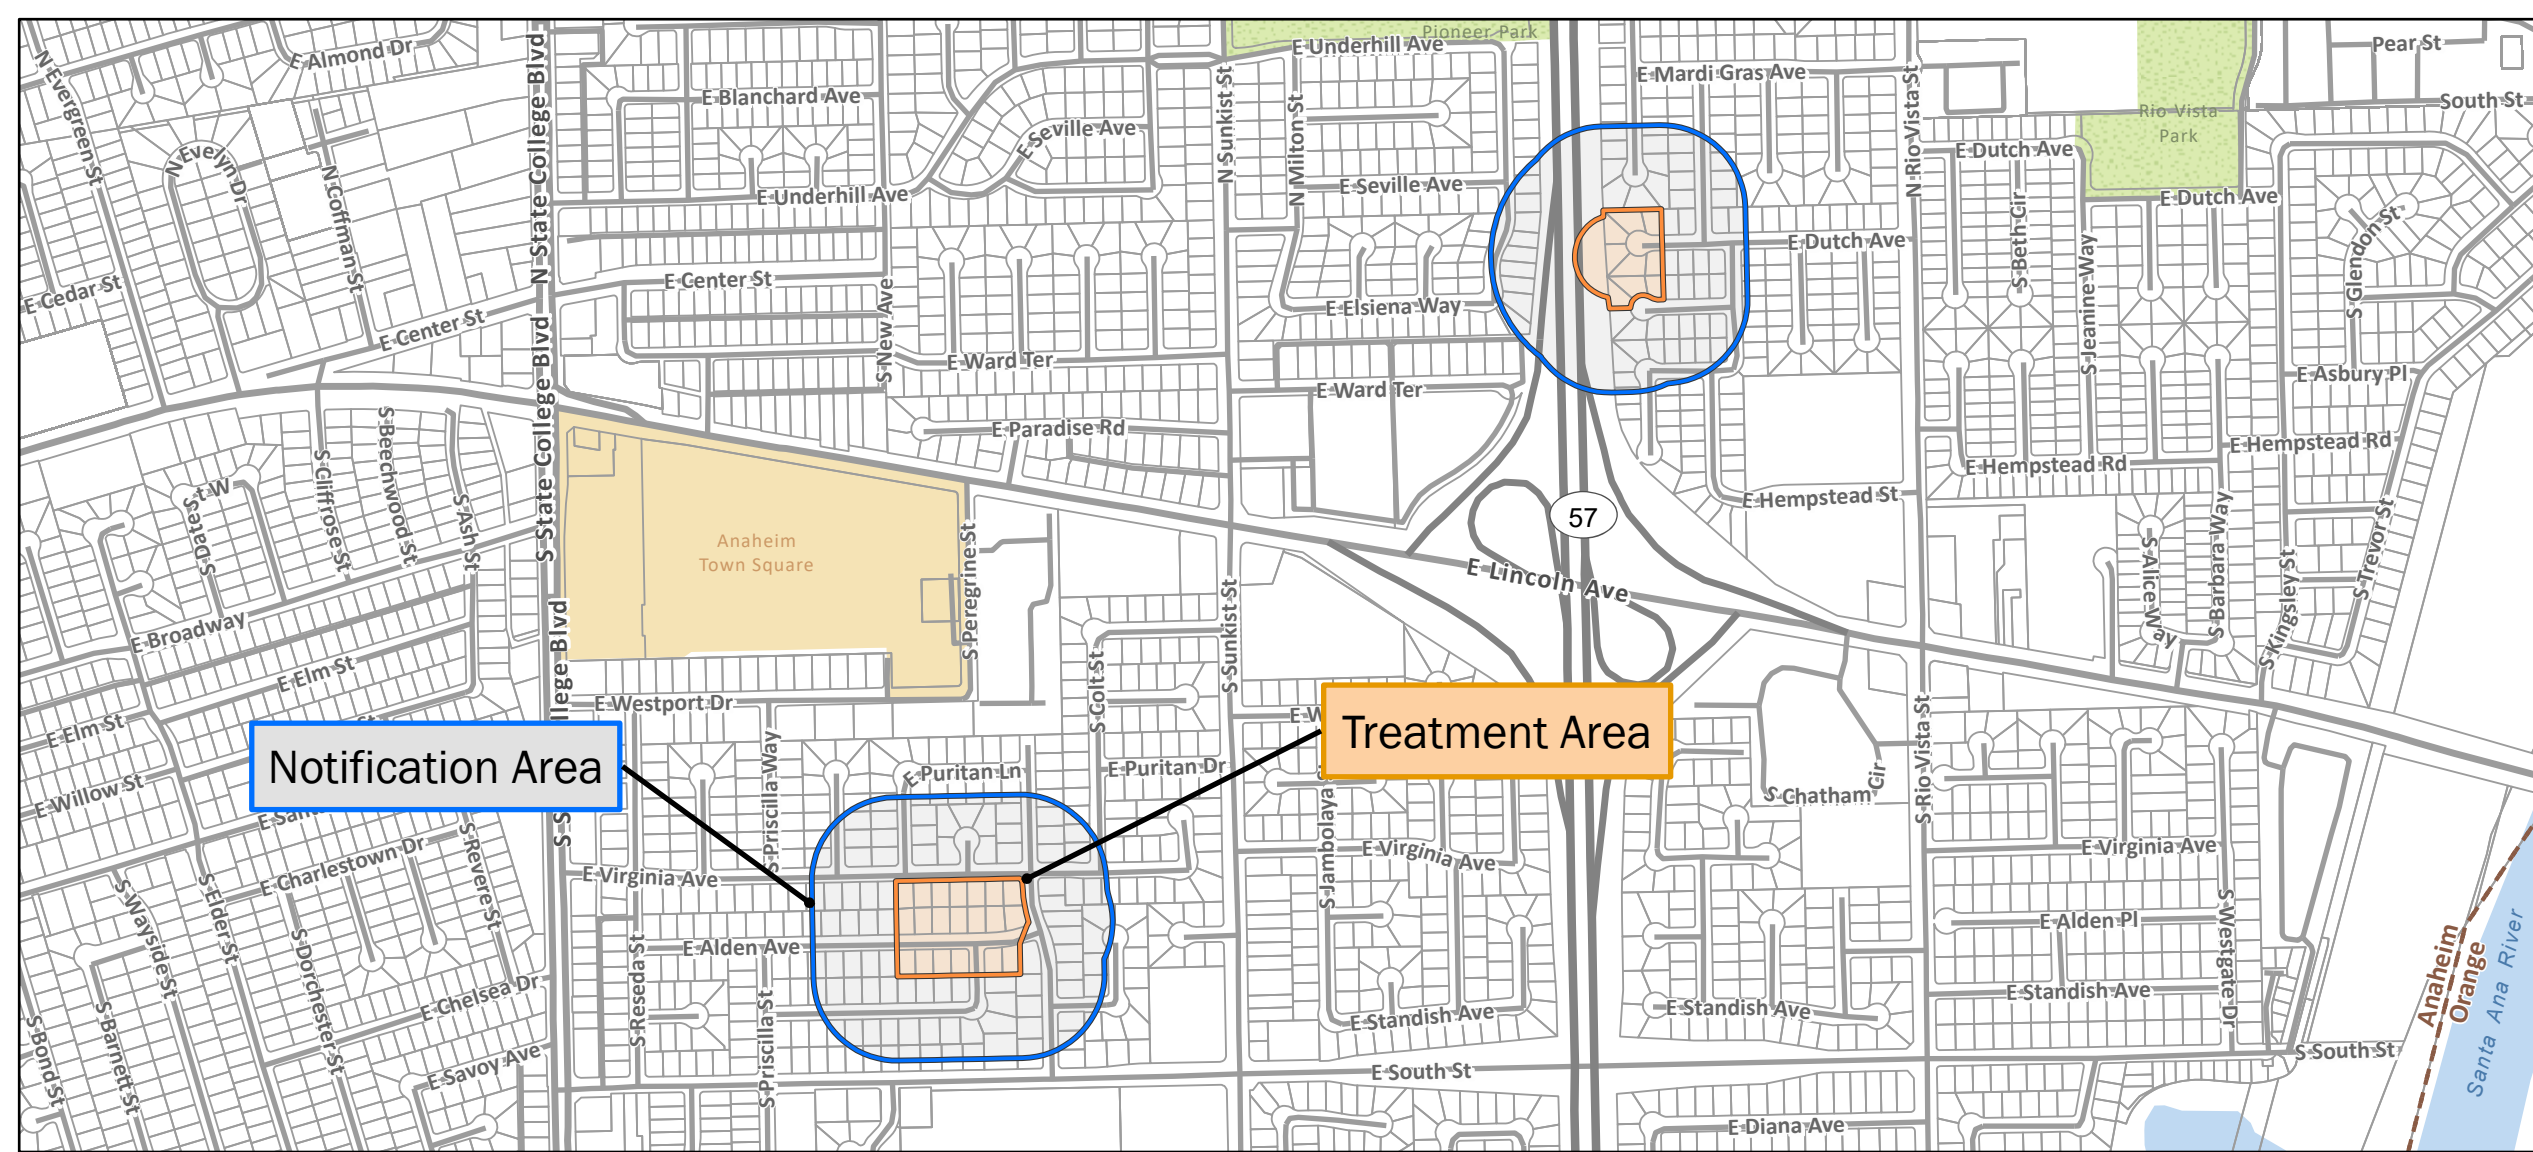 Pioneer Park
E Almond Dr
N Evergreen St
N State College Blvd
E Underhill Ave
Pear St
E Mardi Gras Ave
E Blanchard Ave
South St
N Sunkist St
N Milton St
N Rio Vista St
Rio Vista
Park
E Seville Ave
E Dutch Ave
N Evelyn Dr
N Coffman St
E Underhill Ave
E Seville Ave
E Dutch Ave
S Beth Cir
S Glendon St
E Dutch Ave
S Jeanine Way
E Center St
E Cedar St
E Elsiena Way
E Center St
S New Ave
E Ward Ter
E Ward Ter
E Asbury Pl
S State College Blvd
S Beechwood St
S Cliffrose St
E Paradise Rd
E Hempstead Rd
E Hempstead Rd
S Date St
W
S Ash St
E Hempstead St
57
Anaheim
Town Square
S Peregrine St
E Lincoln Ave
S Alice Way
S Barbara Way
S Trevor St
S Kingsley St
E Broadway
S Sunkist St
E Elm St
S Colt St
E Westport Dr
S Rio Vista St
E W
llege Blvd
S S
E Elm St
St
Notification Area
Treatment Area
S Priscilla Way
E Puritan Ln
E Puritan Dr
E Willow St
E San
S Chatham Cir
S Jambolaya S
E Virginia Ave
E Virginia Ave
E Virginia Ave
S Revere St
E Charlestown Dr
S Elder St
S Wayside St
S Dorchester St
E Alden Ave
E Alden Pl
S Westgate Dr
S Reseda St
S Priscilla St
E Chelsea Dr
E Standish Ave
E Standish Ave
E Standish Ave
Anaheim
Orange
Santa Ana River
S Barnett St
S Bond St
E Savoy Ave
E South St
S South St
E Diana Ave